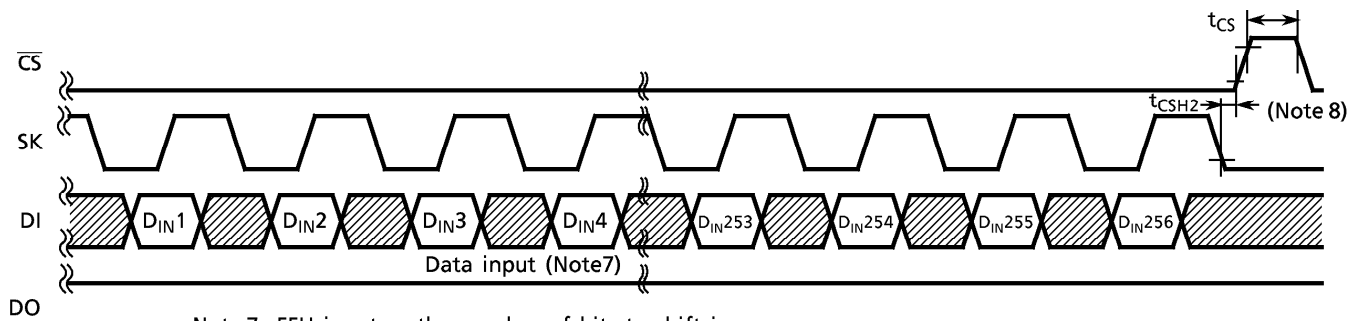 tCS
CS
tCSH2
(Note 8)
SK
DI
DIN1
DIN2
DIN3
DIN4
DIN253
DIN254
DIN255
DIN256
Data input (Note7)
DO